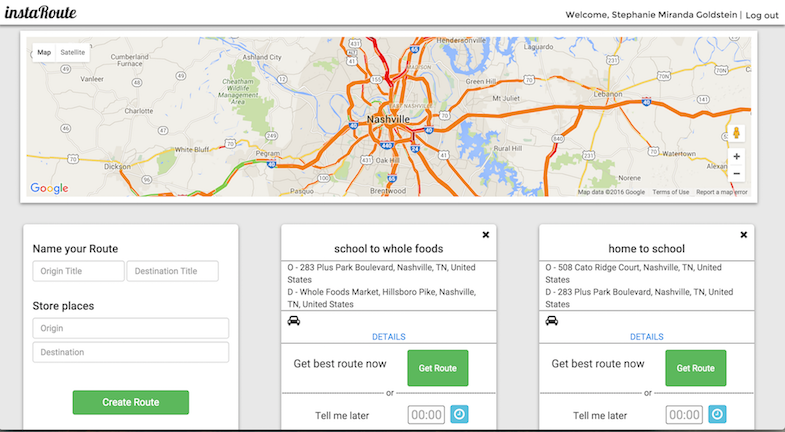 instaRoute
Welcome, Stephanie Miranda Goldstein | Log out
Map Satellite
Cumberland Furnace
Ashland City
Hendersonville
Laguardo
Vanleer
Cheatham Wildlife Management Area
MADISON
Green Hill
Mt Juliet
Lebanon
Charlotte
Nashville
White Bluff
Pegram
Rural Hill
Oak Hill
Watertown
Alexan
Dickson
Pasquo
Brentwood
Norene
Google
Map data ©2016 Google Terms of Use Report a map error
Name your Route
Origin Title Destination Title
Store places
Origin
Destination
Create Route
×
school to whole foods
O - 283 Plus Park Boulevard, Nashville, TN, United
States
D - Whole Foods Market, Hillsboro Pike, Nashville,
TN, United States
DETAILS
Get best route now Get Route
or
Tell me later 00:00
×
home to school
O - 508 Cato Ridge Court, Nashville, TN, United
States
D - 283 Plus Park Boulevard, Nashville, TN, United
States
DETAILS
Get best route now Get Route
or
Tell me later 00:00